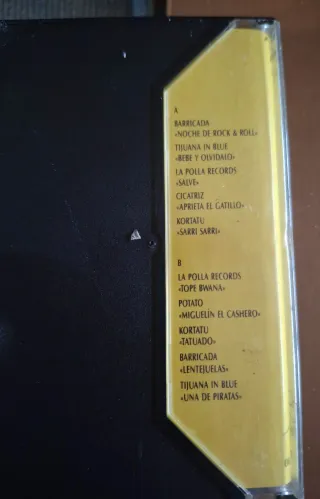 A
BARRICADA
«NOCHE DE ROCK & ROLL»
TIJUANA IN BLUE
«BEBE Y OLVIDALO»
LA POLLA RECORDS
«SALVE»
CICATRIZ
«APRIETA EL GATILLO»
KORTATU
«SARRI SARRI»
B
LA POLLA RECORDS
«TOPE BWANA»
POTATO
«MIGUELÍN EL CASHERO»
KORTATU
«TATUADO»
BARRICADA
«LENTEJUELAS»
TIJUANA IN BLUE
«UNA DE PIRATAS»